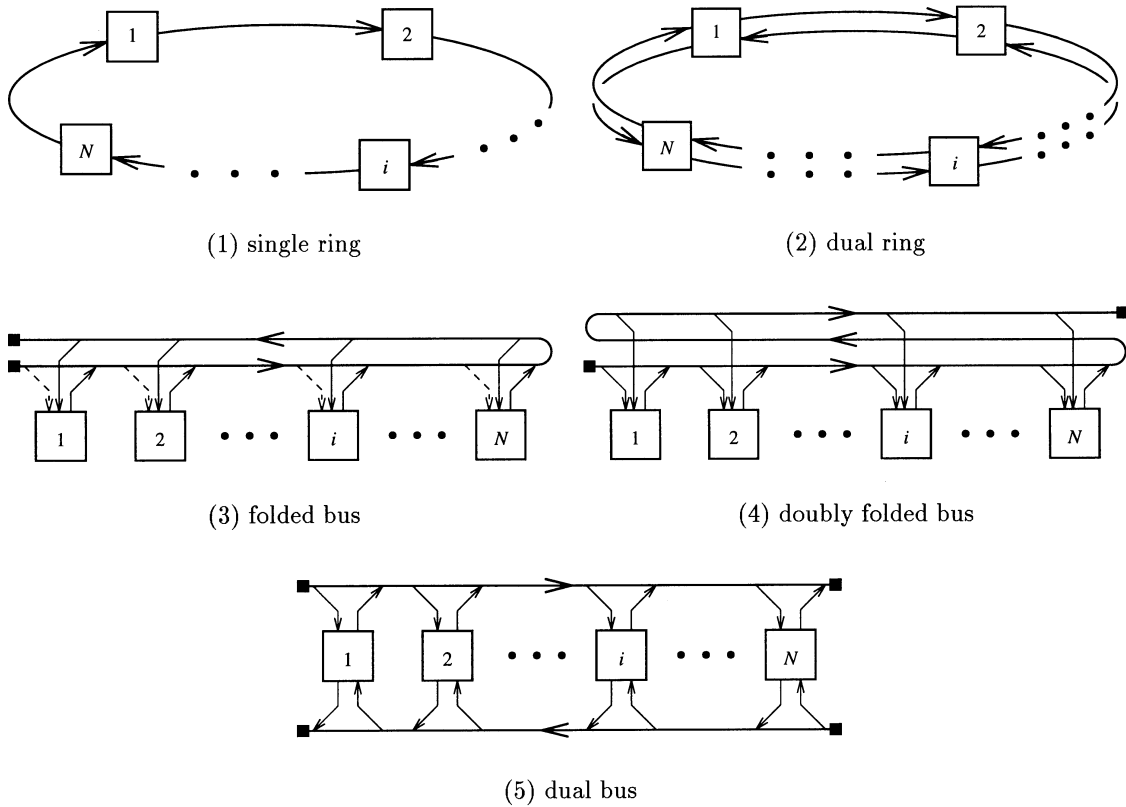 1 2
N i
(1) single ring
1 2
N i
(2) dual ring
1 2 i N
(3) folded bus
1 2 i N
(4) doubly folded bus
1 2 i N
(5) dual bus